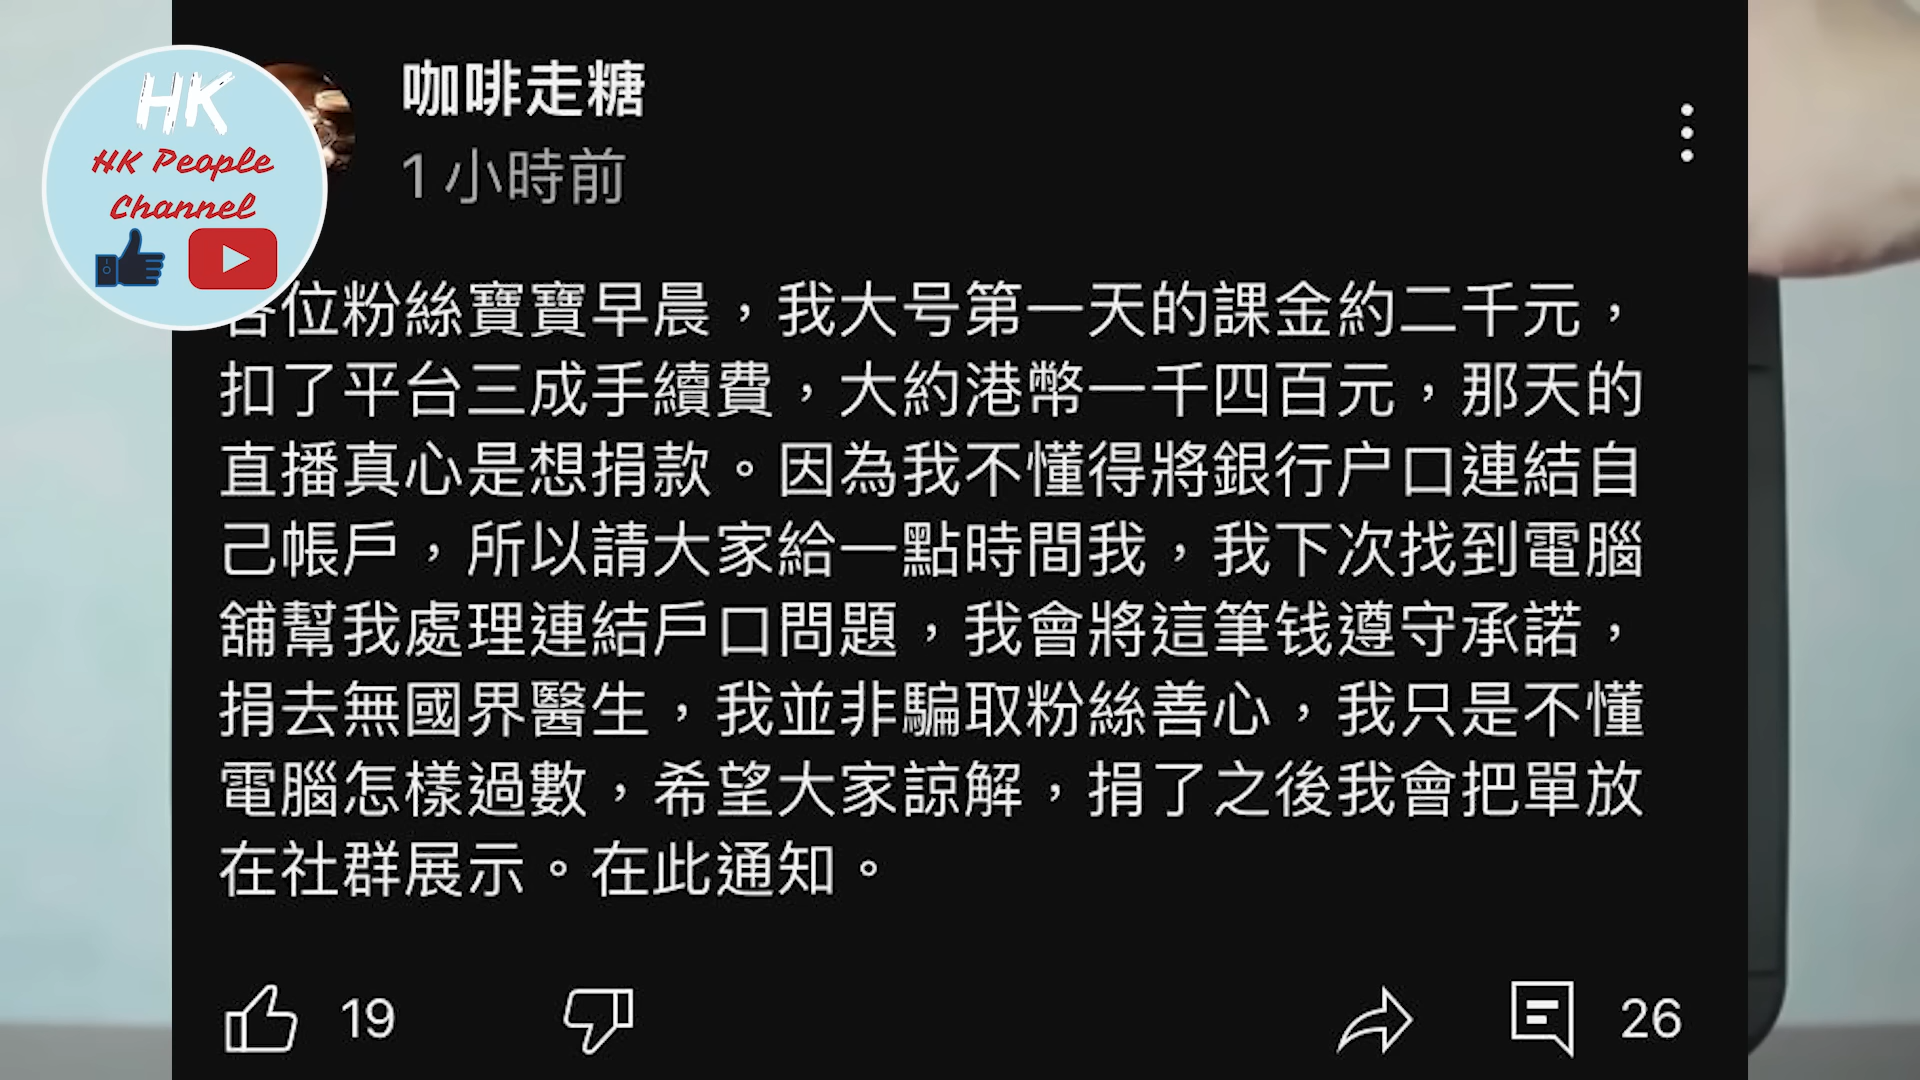 HK
HK People
Channel
咖啡走糖
1 小時前
各位粉絲寶寶早晨，我大号第一天的課金約二千元，
扣了平台三成手續費，大約港幣一千四百元，那天的
直播真心是想捐款。因為我不懂得將銀行户口連結自
己帳戶，所以請大家給一點時間我，我下次找到電腦
舖幫我處理連結戶口問題，我會將這筆钱遵守承諾，
捐去無國界醫生，我並非騙取粉絲善心，我只是不懂
電腦怎樣過數，希望大家諒解，捐了之後我會把單放
在社群展示。在此通知。
19
26